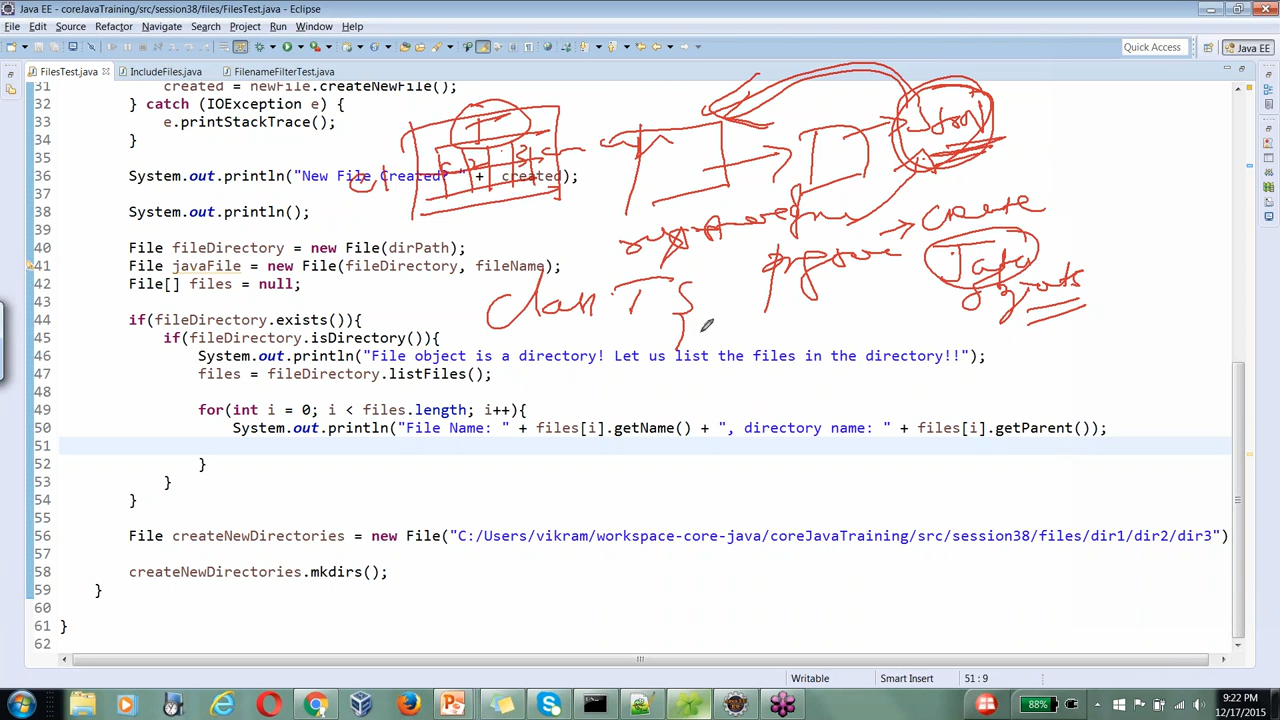 Java EE - coreJavaTraining/src/session38/files/FilesTest.java - Eclipse
File Edit Source Refactor Navigate Search Project Run Window Help
Quick Access Java EE
FilesTest.java IncludeFiles.java FilenameFilterTest.java
31 created = newFile.createNewFile();
32 } catch (IOException e) {
33 e.printStackTrace();
34 }
35
36 System.out.println("New File Created? " + created);
37
38 System.out.println();
39
40 File fileDirectory = new File(dirPath);
41 File javaFile = new File(fileDirectory, fileName);
42 File[] files = null;
43
44 if(fileDirectory.exists()){
45 if(fileDirectory.isDirectory()){
46 System.out.println("File object is a directory! Let us list the files in the directory!!");
47 files = fileDirectory.listFiles();
48
49 for(int i = 0; i < files.length; i++){
50 System.out.println("File Name: " + files[i].getName() + ", directory name: " + files[i].getParent());
51
52 }
53 }
54 }
55
56 File createNewDirectories = new File("C:/Users/vikram/workspace-core-java/coreJavaTraining/src/session38/files/dir1/dir2/dir3")
57
58 createNewDirectories.mkdirs();
59 }
60
61 }
62
T
2 3
create
Java
objects
class T {
}
Writable Smart Insert 51 : 9
88% 9:22 PM
12/17/2015